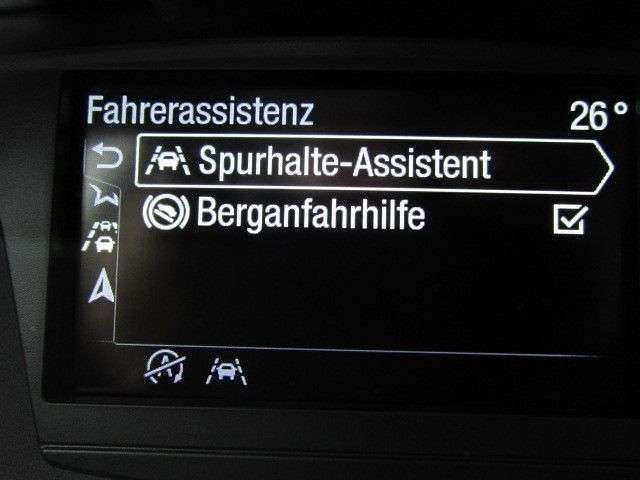 Fahrerassistenz 26°
Spurhalte-Assistent
Berganfahrhilfe